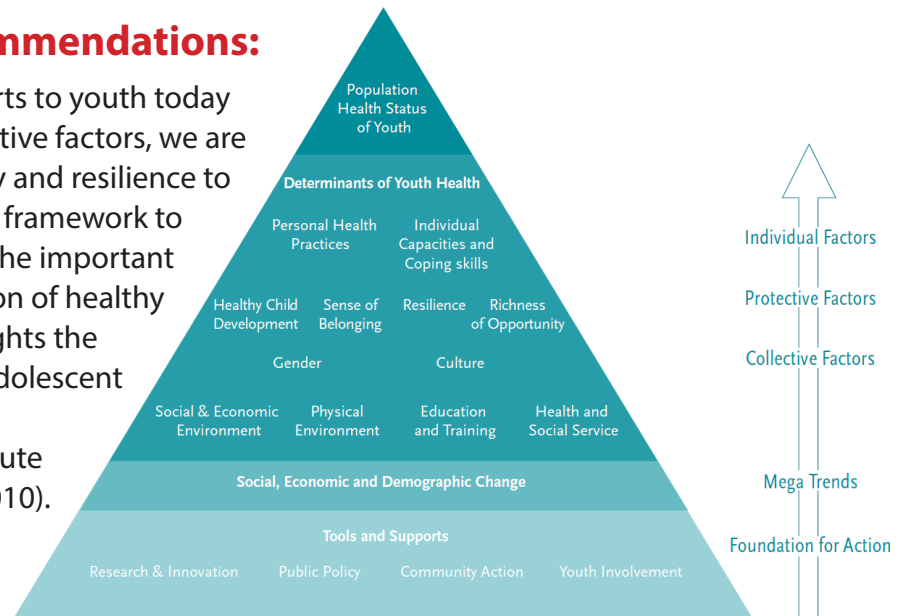 mmendations:
rts to youth today
tive factors, we are
y and resilience to
framework to
he important
on of healthy
ghts the
dolescent
ute
10).
Population
Health Status
of Youth
Determinants of Youth Health
Personal Health
Practices
Individual
Capacities and
Coping skills
Healthy Child
Development
Sense of
Belonging
Resilience
Richness
of Opportunity
Gender
Culture
Social & Economic
Environment
Physical
Environment
Education
and Training
Health and
Social Service
Social, Economic and Demographic Change
Tools and Supports
Research & Innovation
Public Policy
Community Action
Youth Involvement
Individual Factors
Protective Factors
Collective Factors
Mega Trends
Foundation for Action